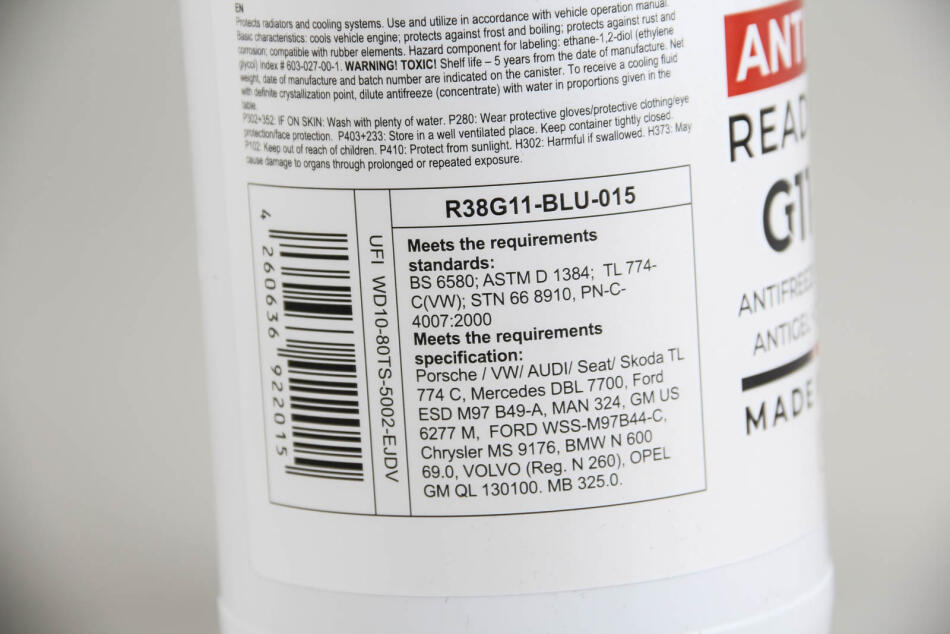 EN
Protects radiators and cooling systems. Use and utilize in accordance with vehicle operation manual.
Basic characteristics: cools vehicle engine; protects against frost and boiling; protects against rust and
corrosion; compatible with rubber elements. Hazard component for labeling: ethane-1,2-diol (ethylene
glycol) Index # 603-027-00-1. WARNING! TOXIC! Shelf life – 5 years from the date of manufacture. Net
weight, date of manufacture and batch number are indicated on the canister. To receive a cooling fluid
with definite crystallization point, dilute antifreeze (concentrate) with water in proportions given in the
table.
P302+352: IF ON SKIN: Wash with plenty of water. P280: Wear protective gloves/protective clothing/eye
protection/face protection. P403+233: Store in a well ventilated place. Keep container tightly closed.
P102: Keep out of reach of children. P410: Protect from sunlight. H302: Harmful if swallowed. H373: May
cause damage to organs through prolonged or repeated exposure.
4 260636 922015
UFI WD10-80TS-5002-EJDV
R38G11-BLU-015
Meets the requirements
standards:
BS 6580; ASTM D 1384; TL 774-
C(VW); STN 66 8910, PN-C-
4007:2000
Meets the requirements
specification:
Porsche / VW/ AUDI/ Seat/ Skoda TL
774 C, Mercedes DBL 7700, Ford
ESD M97 B49-A, MAN 324, GM US
6277 M, FORD WSS-M97B44-C,
Chrysler MS 9176, BMW N 600
69.0, VOLVO (Reg. N 260), OPEL
GM QL 130100. MB 325.0.
ANT
READ
G11
ANTIFREEZ
ANTIGEL
MADE